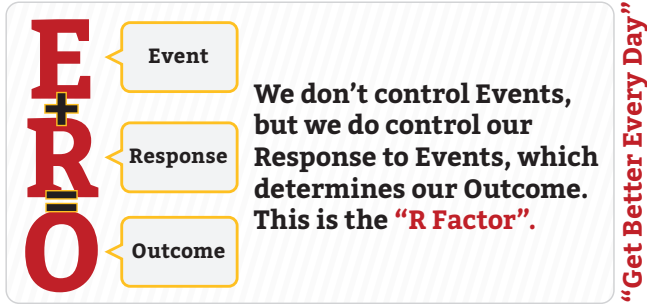 E
+
R
=
O
Event
Response
Outcome
We don’t control Events,
but we do control our
Response to Events, which
determines our Outcome.
This is the “R Factor”.
“Get Better Every Day”